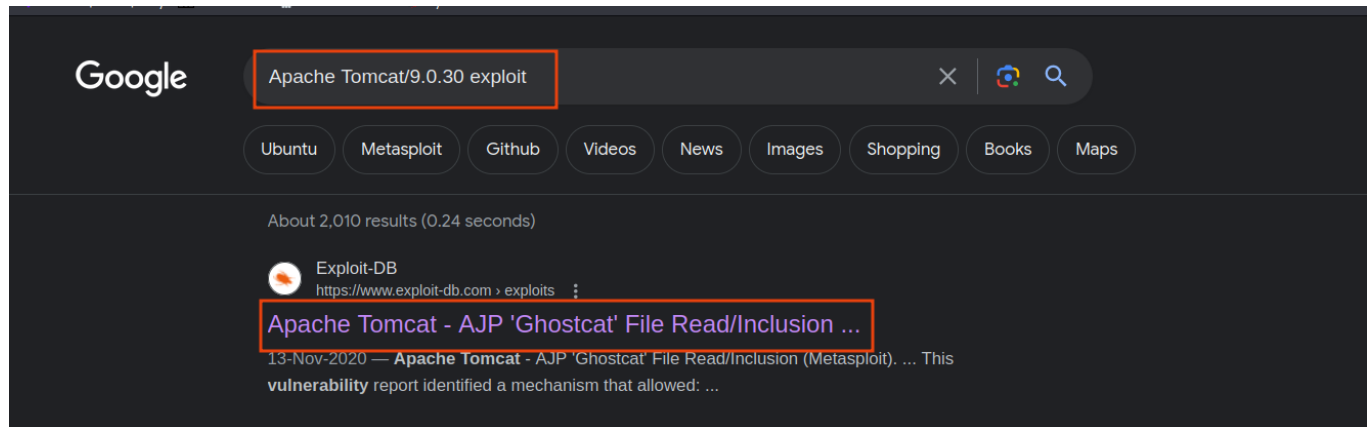 Google
Apache Tomcat/9.0.30 exploit
Ubuntu Metasploit Github Videos News Images Shopping Books Maps
About 2,010 results (0.24 seconds)
Exploit-DB
https://www.exploit-db.com › exploits
Apache Tomcat - AJP 'Ghostcat' File Read/Inclusion ...
13-Nov-2020 — Apache Tomcat - AJP 'Ghostcat' File Read/Inclusion (Metasploit). ... This
vulnerability report identified a mechanism that allowed: ...